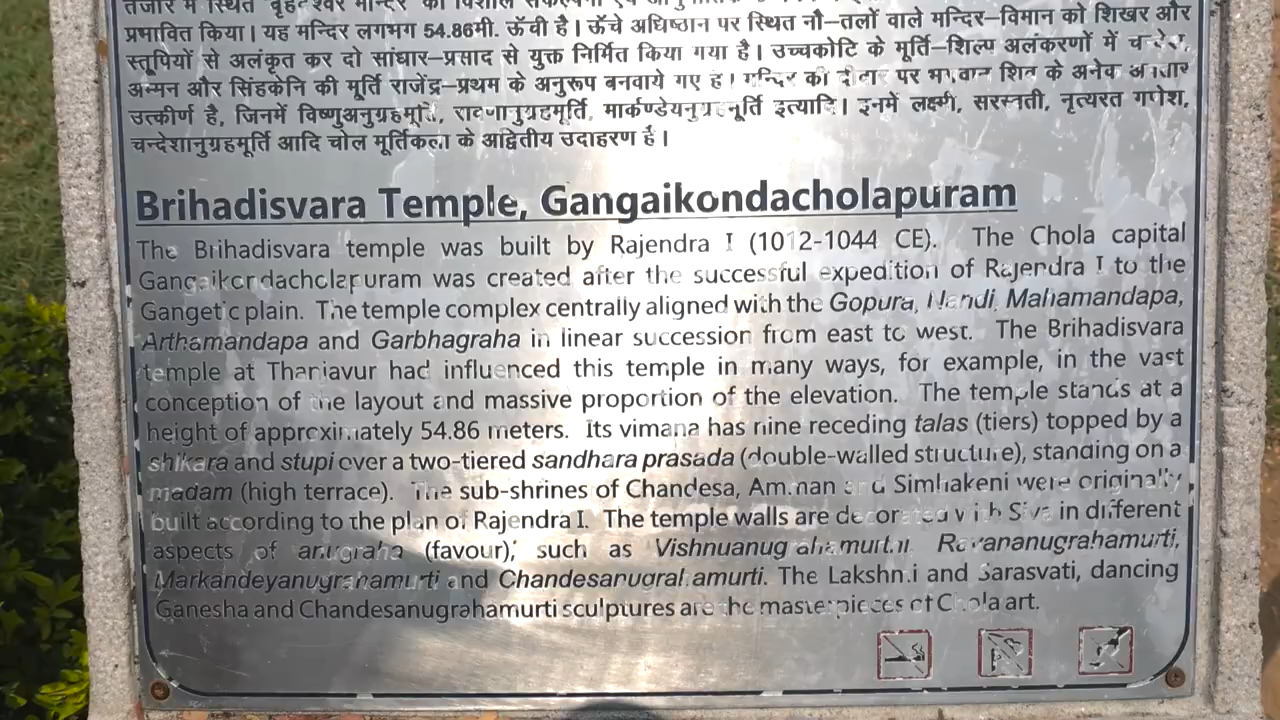 तंजौर में स्थित बृहदेश्वर मन्दिर की विशाल संकल्पना एवं
प्रभावित किया। यह मन्दिर लगभग 54.86मी. ऊँची है। ऊँचे अधिष्ठान पर स्थित नौ–तलों वाले मन्दिर–विमान को शिखर और
स्तूपियों से अलंकृत कर दो सांधार–प्रसाद से युक्त निर्मित किया गया है। उच्चकोटि के मूर्ति–शिल्प अलंकरणों में
अम्मन और सिंहकेनि की मूर्ति राजेंद्र–प्रथम के अनुरूप बनवाये गए हैं। मन्दिर की दीवार पर भगवान शिव के अनेक अवतार
उत्कीर्ण है, जिनमें विष्णुअनुग्रहमूर्ति, रावणानुग्रहमूर्ति, मार्कण्डेयनुग्रहमूर्ति इत्यादि। इनमें लक्ष्मी, सरस्वती, नृत्यरत गणेश,
चन्देशानुग्रहमूर्ति आदि चोल मूर्तिकला के अद्वितीय उदाहरण हैं।
Brihadisvara Temple, Gangaikondacholapuram
The Brihadisvara temple was built by Rajendra I (1012-1044 CE). The Chola capital
Gangaikondacholapuram was created after the successful expedition of Rajendra I to the
Gangetic plain. The temple complex centrally aligned with the Gopura, Nandi, Mahamandapa,
Arthamandapa and Garbhagraha in linear succession from east to west. The Brihadisvara
temple at Thanjavur had influenced this temple in many ways, for example, in the vast
conception of the layout and massive proportion of the elevation. The temple stands at a
height of approximately 54.86 meters. Its vimana has nine receding talas (tiers) topped by a
shikara and stupi over a two-tiered sandhara prasada (double-walled structure), standing on a
madam (high terrace). The sub-shrines of Chandesa, Amman and Simhakeni were originally
built according to the plan of Rajendra I. The temple walls are decorated with Siva in different
aspects of anugraha (favour), such as Vishnuanugrahamurthi, Ravananugrahamurti,
Markandeyanugrahamurti and Chandesanugrahamurti. The Lakshmi and Sarasvati, dancing
Ganesha and Chandesanugrahamurti sculptures are the masterpieces of Chola art.